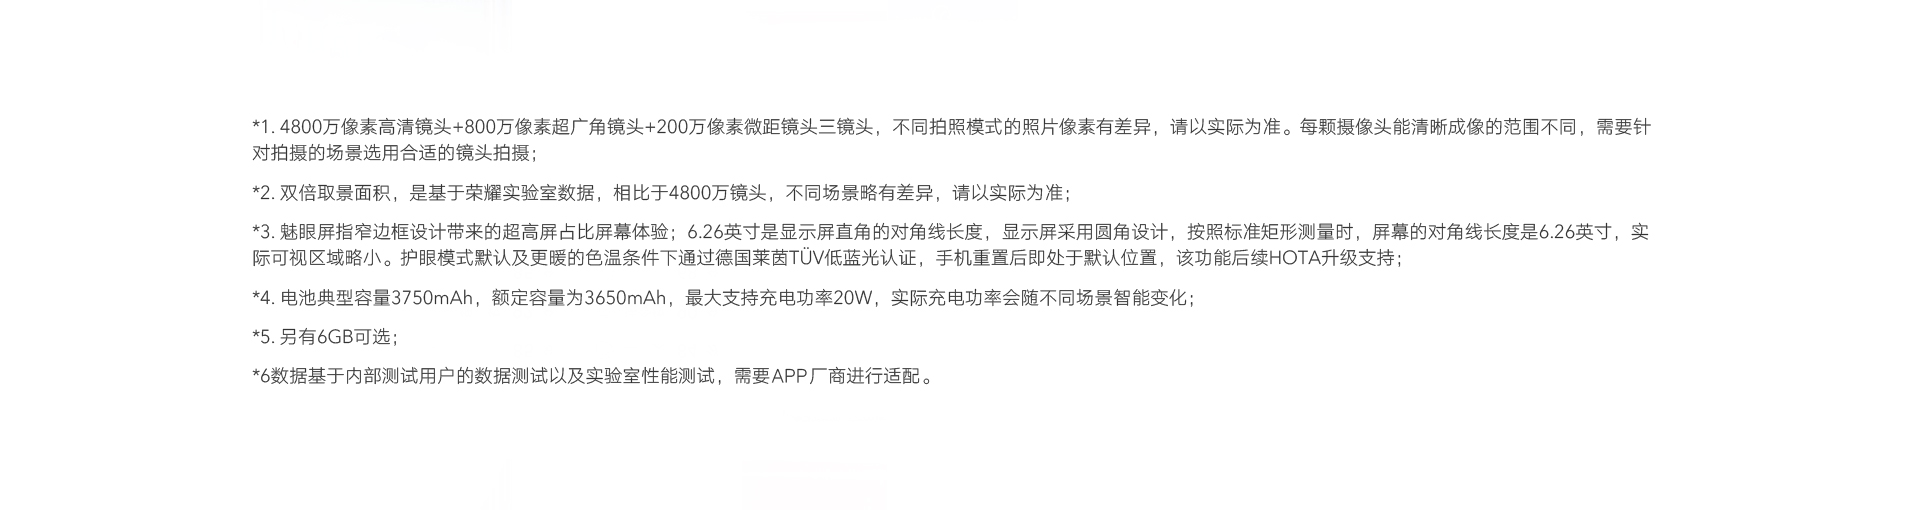 *1. 4800万像素高清镜头+800万像素超广角镜头+200万像素微距镜头三镜头，不同拍照模式的照片像素有差异，请以实际为准。每颗摄像头能清晰成像的范围不同，需要针
对拍摄的场景选用合适的镜头拍摄；
*2. 双倍取景面积，是基于荣耀实验室数据，相比于4800万镜头，不同场景略有差异，请以实际为准；
*3. 魅眼屏指窄边框设计带来的超高屏占比屏幕体验；6.26英寸是显示屏直角的对角线长度，显示屏采用圆角设计，按照标准矩形测量时，屏幕的对角线长度是6.26英寸，实
际可视区域略小。护眼模式默认及更暖的色温条件下通过德国莱茵TÜV低蓝光认证，手机重置后即处于默认位置，该功能后续HOTA升级支持；
*4. 电池典型容量3750mAh，额定容量为3650mAh，最大支持充电功率20W，实际充电功率会随不同场景智能变化；
*5. 另有6GB可选；
*6数据基于内部测试用户的数据测试以及实验室性能测试，需要APP厂商进行适配。